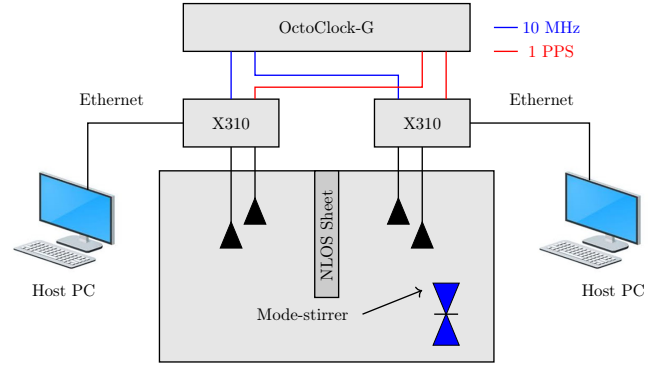 OctoClock-G
10 MHz
1 PPS
Ethernet
Ethernet
X310
X310
NLOS Sheet
Host PC
Host PC
Mode-stirrer